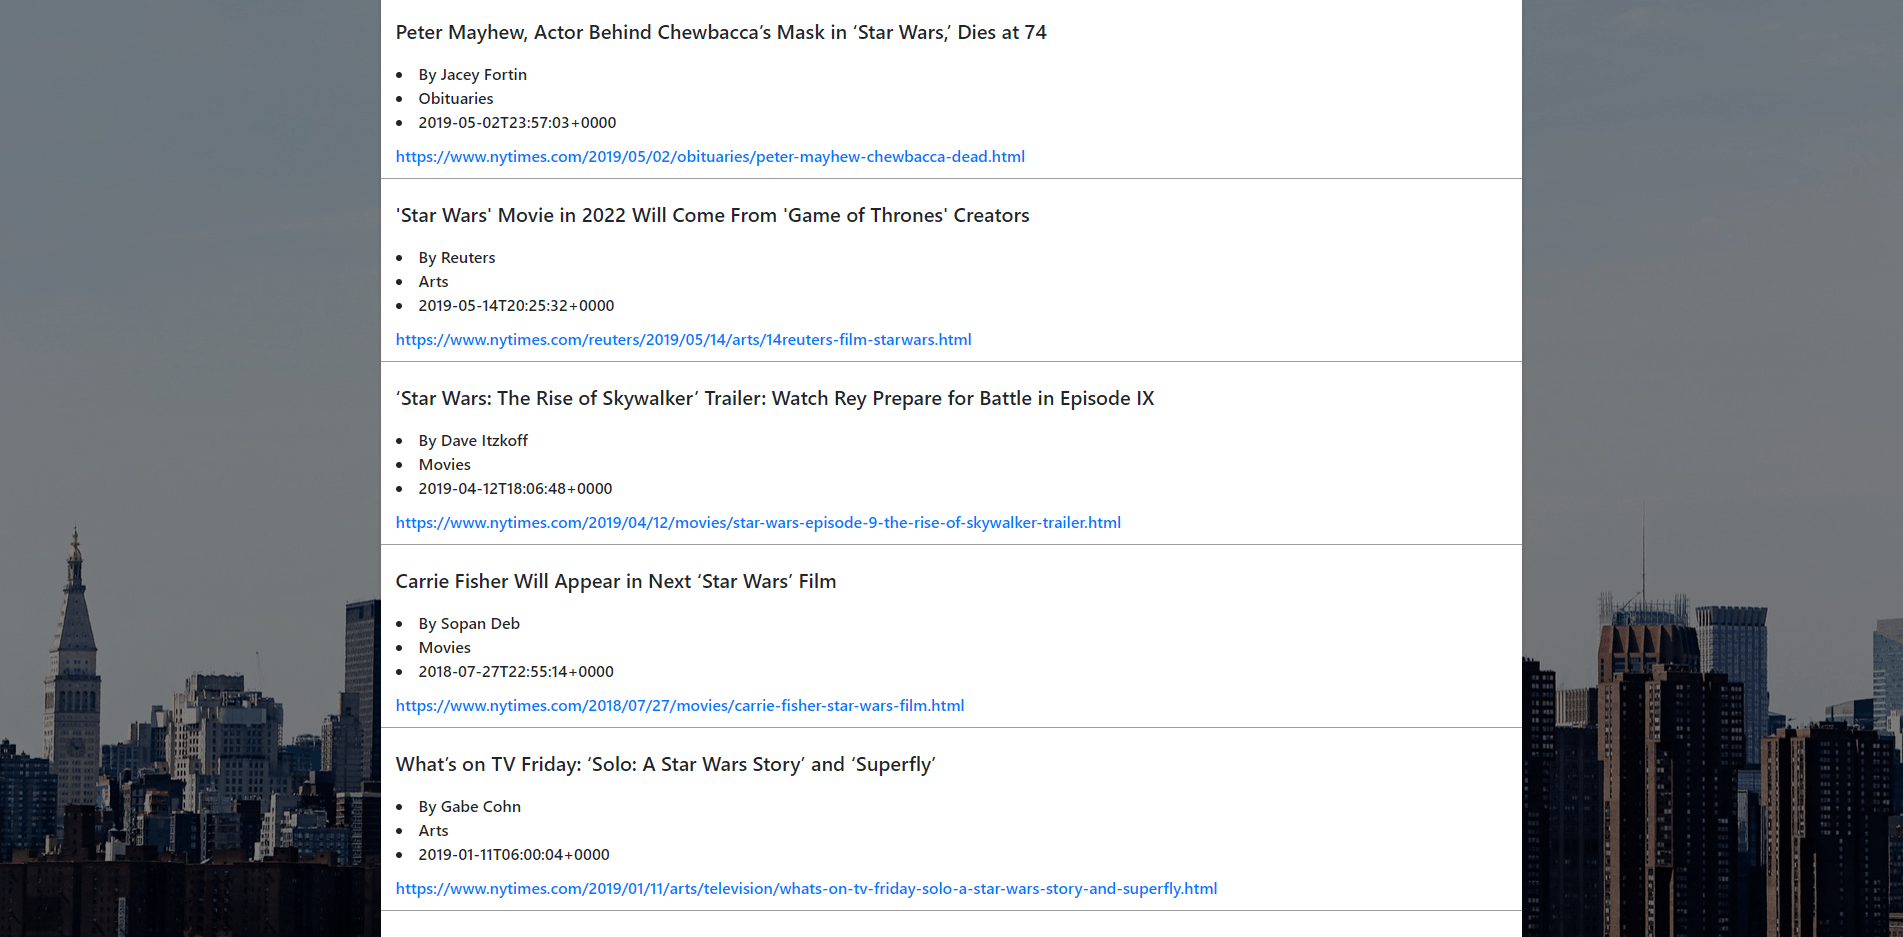 Peter Mayhew, Actor Behind Chewbacca’s Mask in ‘Star Wars,’ Dies at 74
By Jacey Fortin
Obituaries
2019-05-02T23:57:03+0000
https://www.nytimes.com/2019/05/02/obituaries/peter-mayhew-chewbacca-dead.html
'Star Wars' Movie in 2022 Will Come From 'Game of Thrones' Creators
By Reuters
Arts
2019-05-14T20:25:32+0000
https://www.nytimes.com/reuters/2019/05/14/arts/14reuters-film-starwars.html
‘Star Wars: The Rise of Skywalker’ Trailer: Watch Rey Prepare for Battle in Episode IX
By Dave Itzkoff
Movies
2019-04-12T18:06:48+0000
https://www.nytimes.com/2019/04/12/movies/star-wars-episode-9-the-rise-of-skywalker-trailer.html
Carrie Fisher Will Appear in Next ‘Star Wars’ Film
By Sopan Deb
Movies
2018-07-27T22:55:14+0000
https://www.nytimes.com/2018/07/27/movies/carrie-fisher-star-wars-film.html
What’s on TV Friday: ‘Solo: A Star Wars Story’ and ‘Superfly’
By Gabe Cohn
Arts
2019-01-11T06:00:04+0000
https://www.nytimes.com/2019/01/11/arts/television/whats-on-tv-friday-solo-a-star-wars-story-and-superfly.html